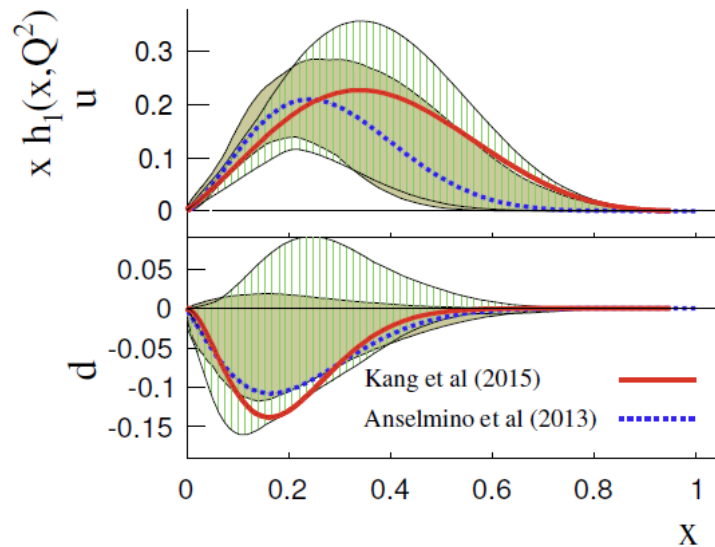 x h₁(x,Q²)
u
0.3
0.2
0.1
0
d
0.05
0
-0.05
-0.1
-0.15
Kang et al (2015)
Anselmino et al (2013)
0 0.2 0.4 0.6 0.8 1
x